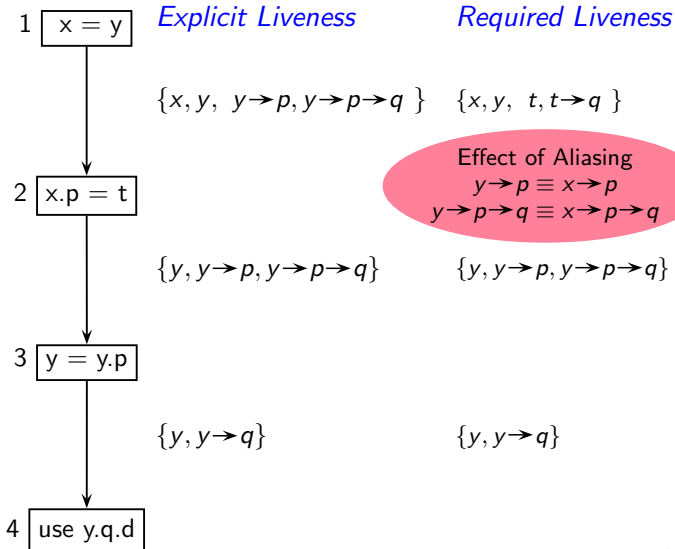 Explicit Liveness Required Liveness
1 x = y
{x, y, y→p, y→p→q } {x, y, t, t→q }
Effect of Aliasing
y→p ≡ x→p
y→p→q ≡ x→p→q
2 x.p = t
{y, y→p, y→p→q} {y, y→p, y→p→q}
3 y = y.p
{y, y→q} {y, y→q}
4 use y.q.d